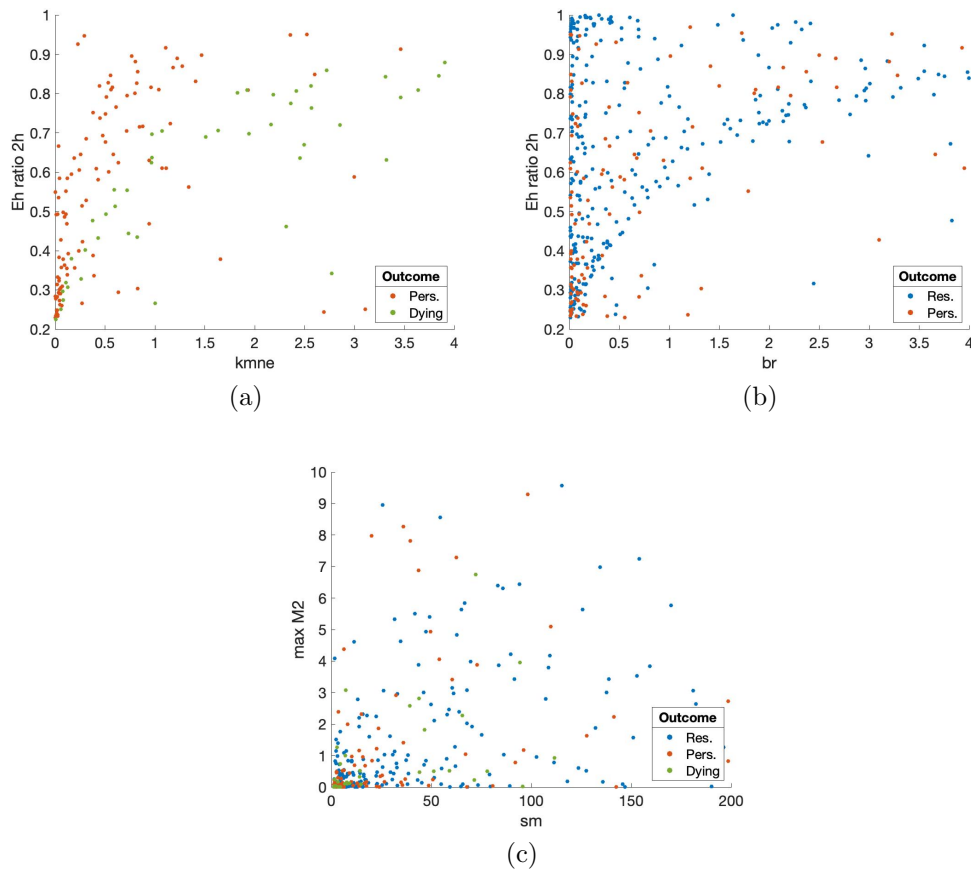 1
0.9
0.8
0.7
0.6
0.5
0.4
0.3
0.2
Eh ratio 2h
0 0.5 1 1.5 2 2.5 3 3.5 4
kmne
Outcome
Pers.
Dying
(a)
1
0.9
0.8
0.7
0.6
0.5
0.4
0.3
0.2
Eh ratio 2h
0 0.5 1 1.5 2 2.5 3 3.5 4
br
Outcome
Res.
Pers.
(b)
10
9
8
7
6
5
4
3
2
1
0
max M2
0 50 100 150 200
sm
Outcome
Res.
Pers.
Dying
(c)